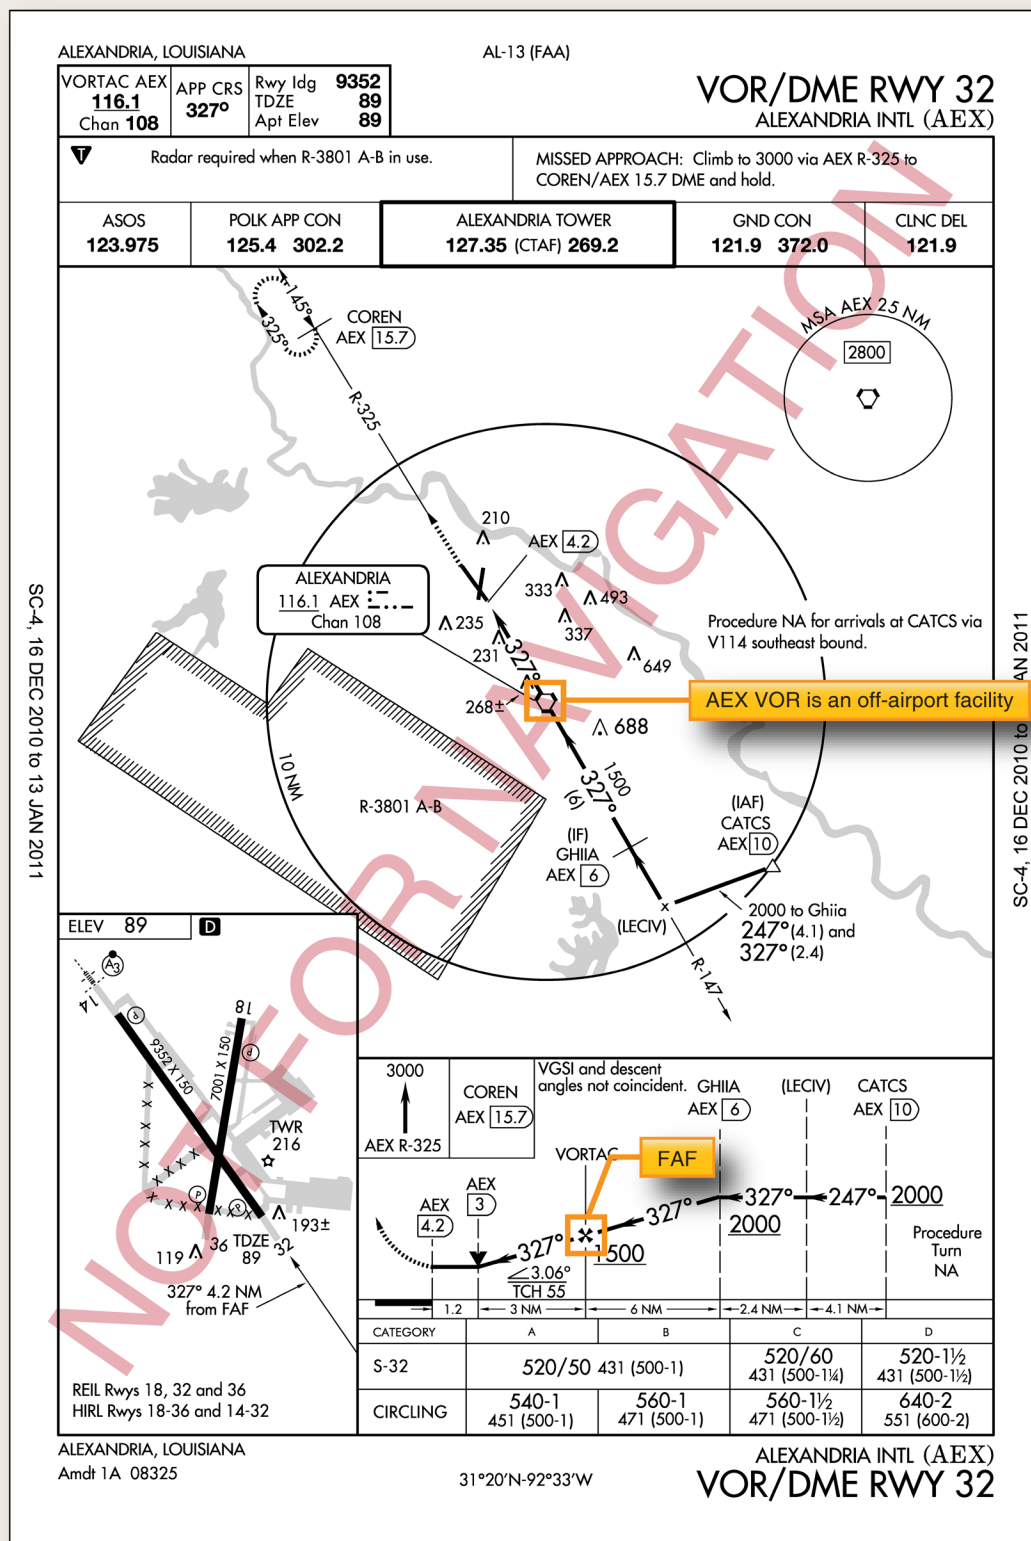 ALEXANDRIA, LOUISIANA
AL-13 (FAA)
VORTAC AEX
116.1
Chan 108
APP CRS
327°
Rwy ldg 9352
TDZE 89
Apt Elev 89
VOR/DME RWY 32
ALEXANDRIA INTL (AEX)
T
Radar required when R-3801 A-B in use.
MISSED APPROACH: Climb to 3000 via AEX R-325 to
COREN/AEX 15.7 DME and hold.
ASOS
123.975
POLK APP CON
125.4 302.2
ALEXANDRIA TOWER
127.35 (CTAF) 269.2
GND CON
121.9 372.0
CLNC DEL
121.9
NOT FOR NAVIGATION
145°
325°
COREN
AEX 15.7
R-325
MSA AEX 25 NM
2800
210
AEX 4.2
ALEXANDRIA
116.1 AEX
Chan 108
333
493
235
337
231
327°
649
268±
688
Procedure NA for arrivals at CATCS via
V114 southeast bound.
AEX VOR is an off-airport facility
10 NM
R-3801 A-B
1500
327°
(6)
(IF)
GHIIA
AEX 6
(IAF)
CATCS
AEX 10
(LECIV)
2000 to Ghiia
247° (4.1) and
327° (2.4)
R-147
SC-4, 16 DEC 2010 to 13 JAN 2011
SC-4, 16 DEC 2010 to
AN 2011
ELEV 89
D
A3
14
18
P
P
9352 X 150
7001 X 150
X X X X X X
X X X X X
X X X X X X
TWR
216
P
S
193±
119
36
TDZE
89
32
327° 4.2 NM
from FAF
REIL Rwys 18, 32 and 36
HIRL Rwys 18-36 and 14-32
3000
AEX R-325
COREN
AEX 15.7
VGSI and descent
angles not coincident.
GHIIA
AEX 6
(LECIV)
CATCS
AEX 10
VORTAC
FAF
AEX
3
AEX
4.2
327°
327°
327°
247°
2000
2000
1500
3.06°
TCH 55
Procedure
Turn
NA
1.2
3 NM
6 NM
2.4 NM
4.1 NM
CATEGORY A B C D
S-32
520/50 431 (500-1)
520/60
431 (500-1¼)
520-1½
431 (500-1½)
CIRCLING
540-1
451 (500-1)
560-1
471 (500-1)
560-1½
471 (500-1½)
640-2
551 (600-2)
ALEXANDRIA, LOUISIANA
Amdt 1A 08325
31°20'N-92°33'W
ALEXANDRIA INTL (AEX)
VOR/DME RWY 32